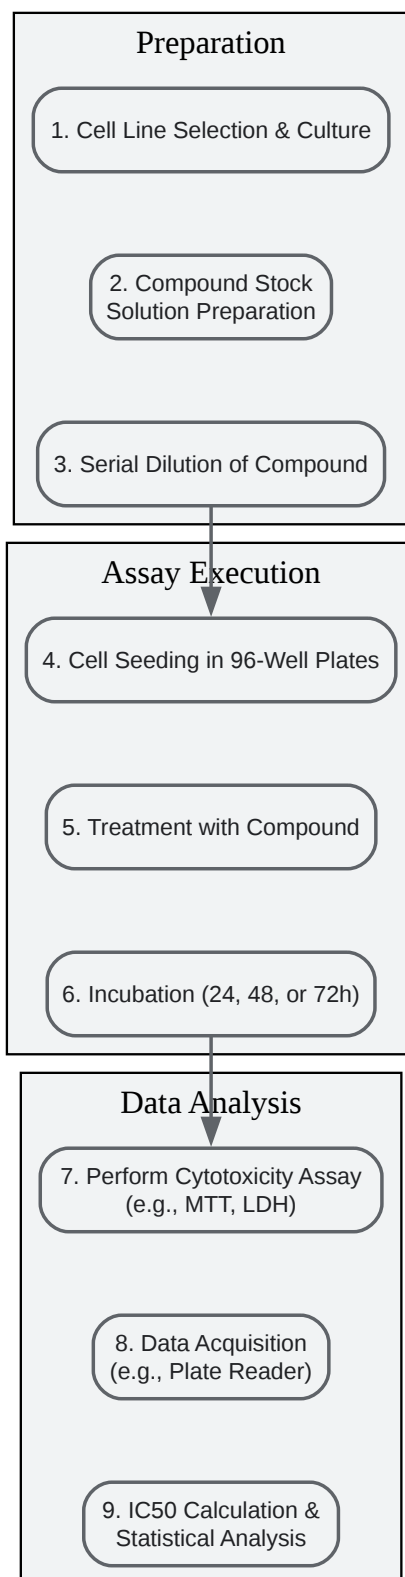 Preparation
1. Cell Line Selection & Culture
2. Compound Stock
Solution Preparation
3. Serial Dilution of Compound
Assay Execution
4. Cell Seeding in 96-Well Plates
5. Treatment with Compound
6. Incubation (24, 48, or 72h)
Data Analysis
7. Perform Cytotoxicity Assay
(e.g., MTT, LDH)
8. Data Acquisition
(e.g., Plate Reader)
9. IC50 Calculation &
Statistical Analysis